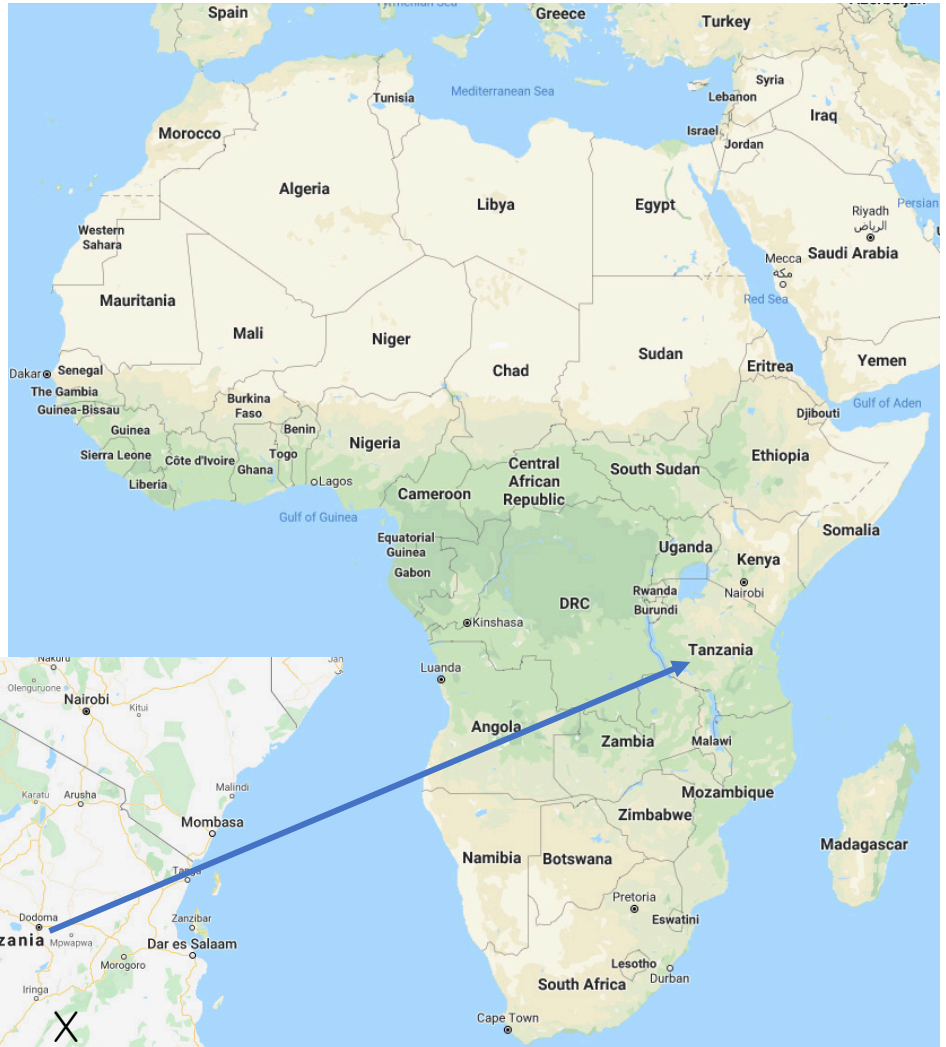 Azerbaijan
Spain
Tyrrhenian Sea
Greece
Turkey
Syria
Tunisia
Mediterranean Sea
Lebanon
Iraq
Morocco
Israel
Jordan
Algeria
Libya
Egypt
Persian
Riyadh
الرياض
Western
Sahara
Saudi Arabia
Mecca
مكة
Mauritania
Red Sea
Mali
Niger
Sudan
Chad
Eritrea
Yemen
Dakar
Senegal
The Gambia
Burkina
Faso
Gulf of Aden
Guinea-Bissau
Djibouti
Guinea
Benin
Nigeria
Sierra Leone
Côte d'Ivoire
Togo
Ghana
Ethiopia
Central
African
Republic
South Sudan
Liberia
Lagos
Cameroon
Gulf of Guinea
Somalia
Equatorial
Guinea
Uganda
Kenya
Gabon
Rwanda
Nairobi
DRC
Burundi
Kinshasa
Tanzania
Luanda
Angola
Zambia
Malawi
Mozambique
Zimbabwe
Madagascar
Namibia
Botswana
Pretoria
Eswatini
Lesotho
Durban
South Africa
Cape Town
Nakuru
Olenguruone
Nairobi
Kitui
Karatu
Arusha
Malindi
Mombasa
Tanga
Dodoma
zania
Mpwapwa
Zanzibar
Dar es Salaam
Morogoro
Iringa
X